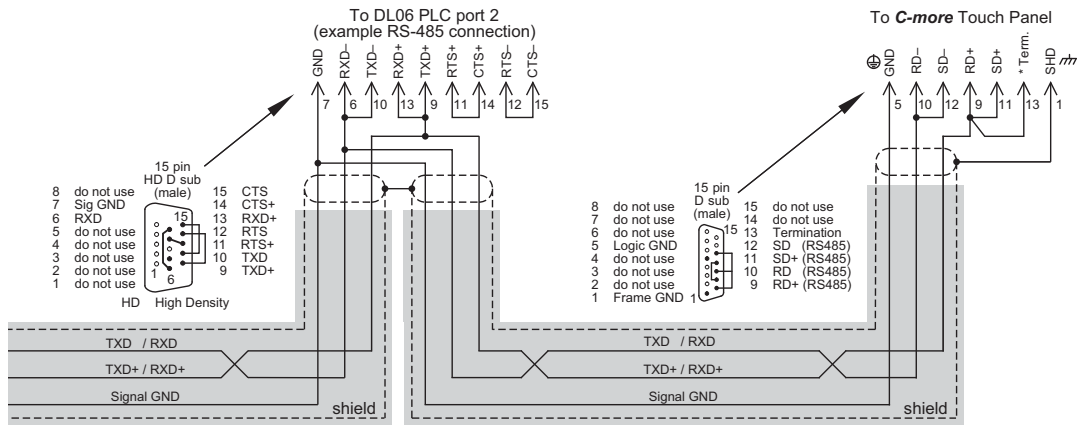 To DL06 PLC port 2
(example RS-485 connection)
GND
RXD–
TXD–
RXD+
TXD+
RTS+
CTS+
RTS–
CTS–
7 6 10 13 9 11 14 12 15
To C-more Touch Panel
GND
RD–
SD–
RD+
SD+
* Term.
SHD
5 10 12 9 11 13 1
15 pin
HD D sub
(male)
8 do not use
7 Sig GND
6 RXD
5 do not use
4 do not use
3 do not use
2 do not use
1 do not use
15 CTS
14 CTS+
13 RXD+
12 RTS
11 RTS+
10 TXD
9 TXD+
15
1
6
HD High Density
15 pin
D sub
(male)
8 do not use
7 do not use
6 do not use
5 Logic GND
4 do not use
3 do not use
2 do not use
1 Frame GND
15 do not use
14 do not use
13 Termination
12 SD (RS485)
11 SD+ (RS485)
10 RD (RS485)
9 RD+ (RS485)
15
1
TXD / RXD
TXD+ / RXD+
Signal GND
shield
TXD / RXD
TXD+ / RXD+
Signal GND
shield